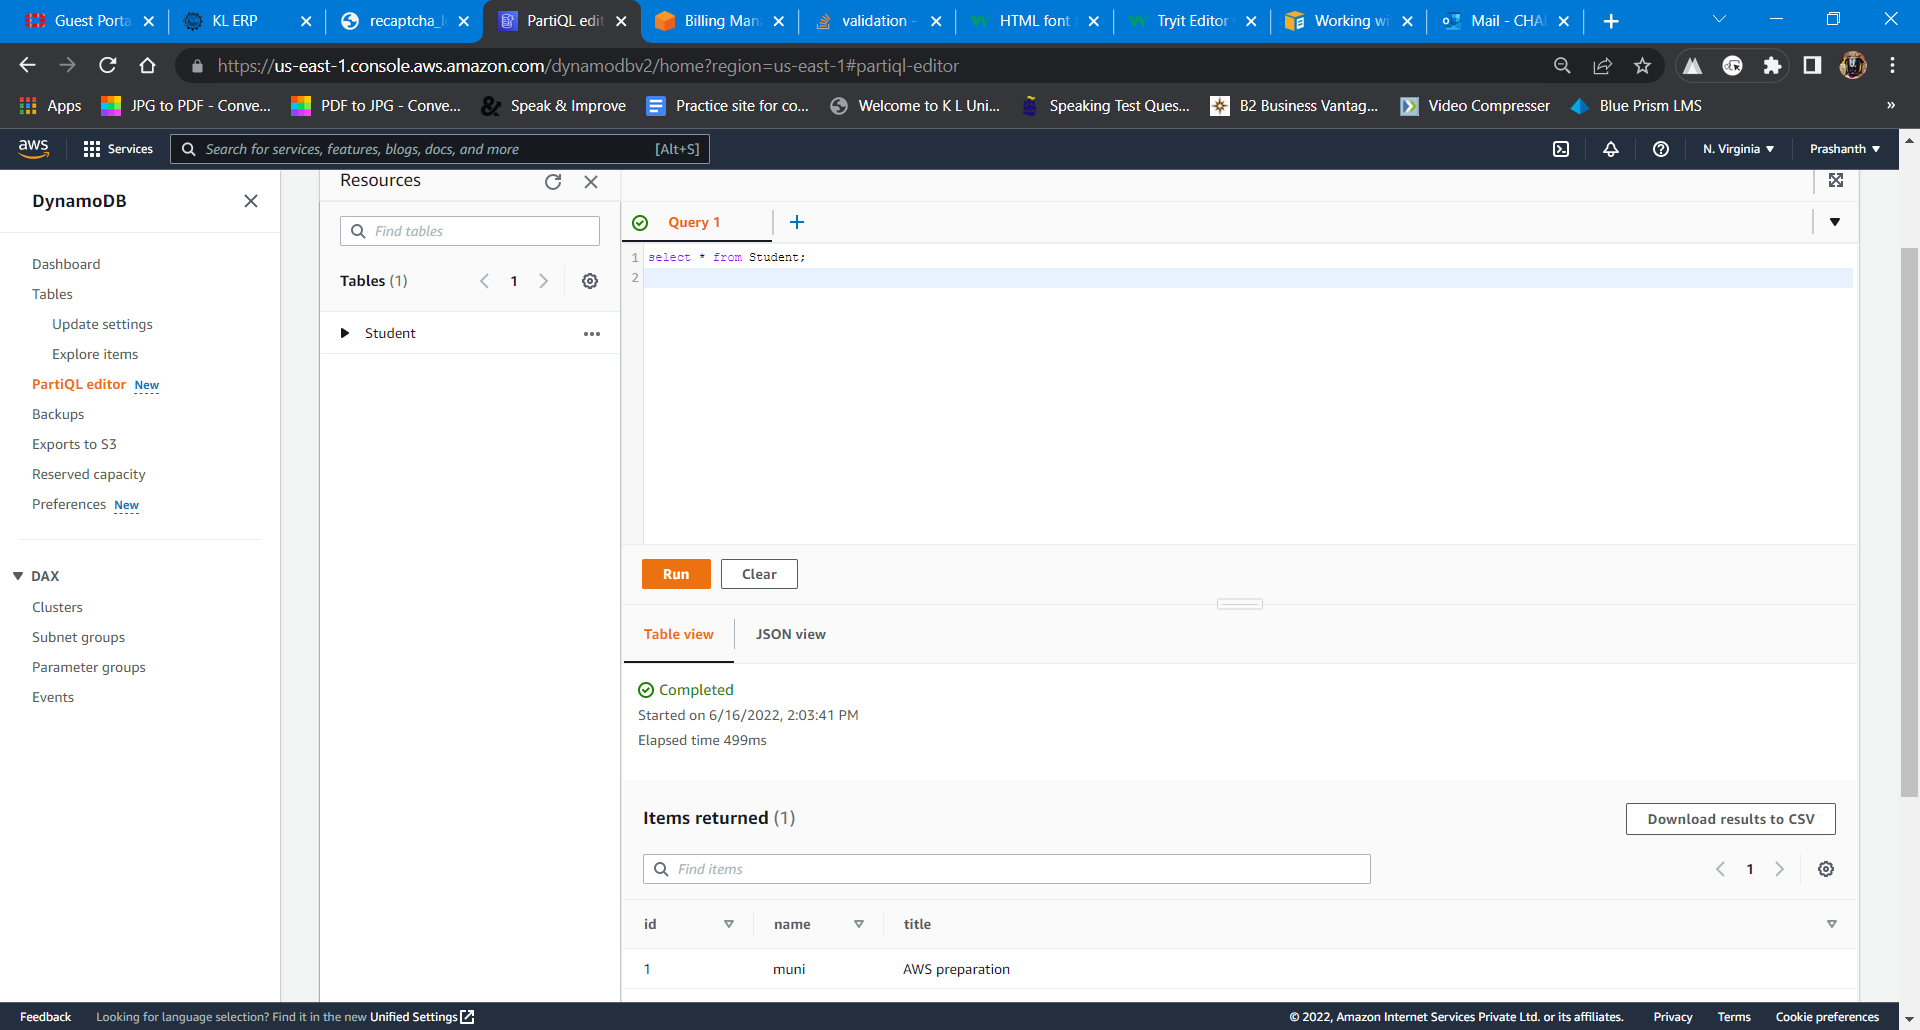 Guest Porta
KL ERP
recaptcha_l
PartiQL edit
Billing Man
validation -
HTML font
Tryit Editor
Working wi
Mail - CHA
https://us-east-1.console.aws.amazon.com/dynamodbv2/home?region=us-east-1#partiql-editor
Apps
JPG to PDF - Conve...
PDF to JPG - Conve...
Speak & Improve
Practice site for co...
Welcome to K L Uni...
Speaking Test Ques...
B2 Business Vantag...
Video Compresser
Blue Prism LMS
»
aws
Services
Search for services, features, blogs, docs, and more
[Alt+S]
N. Virginia
Prashanth
DynamoDB
Dashboard
Tables
Update settings
Explore items
PartiQL editor New
Backups
Exports to S3
Reserved capacity
Preferences New
DAX
Clusters
Subnet groups
Parameter groups
Events
Resources
Find tables
Tables (1)
1
Student
Query 1
1 select * from Student;
2
Run
Clear
Table view
JSON view
Completed
Started on 6/16/2022, 2:03:41 PM
Elapsed time 499ms
Items returned (1)
Download results to CSV
Find items
1
id name title
1 muni AWS preparation
Feedback
Looking for language selection? Find it in the new Unified Settings
© 2022, Amazon Internet Services Private Ltd. or its affiliates.
Privacy
Terms
Cookie preferences